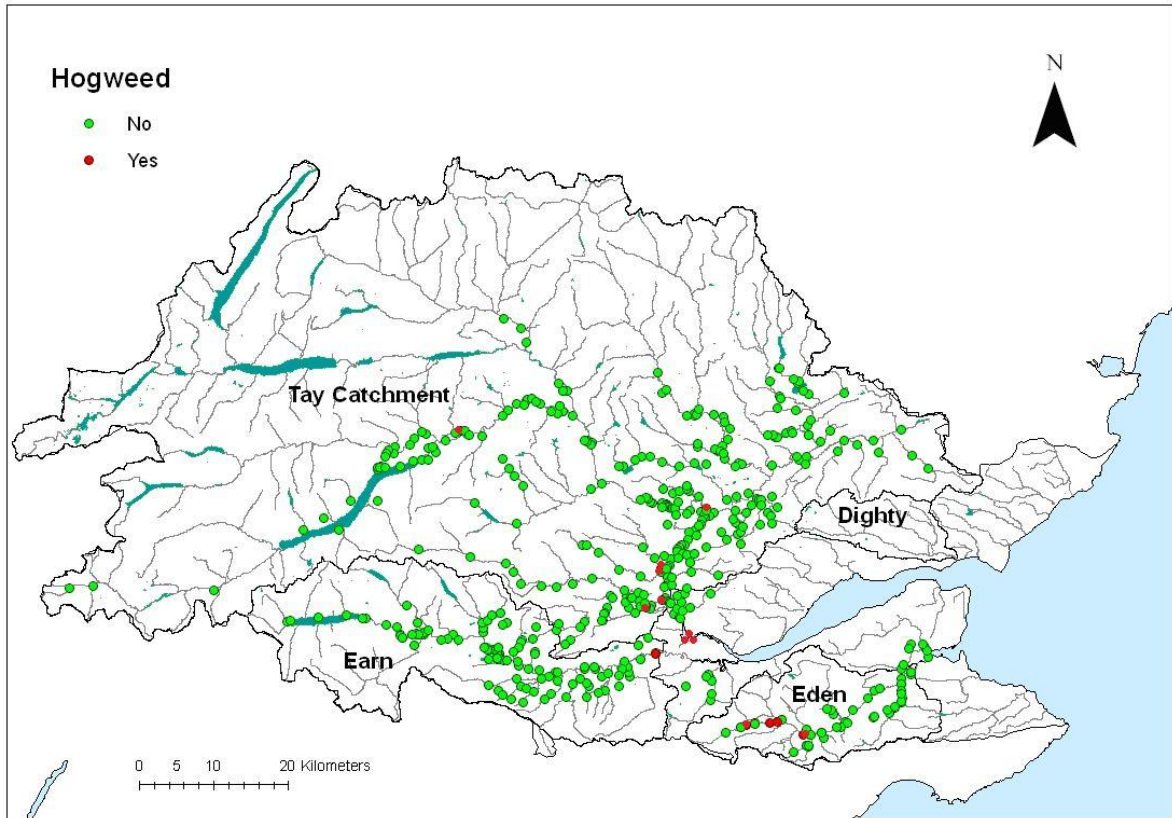 Hogweed
No
Yes
N
Tay Catchment
Dighty
Earn
Eden
0 5 10 20 Kilometers